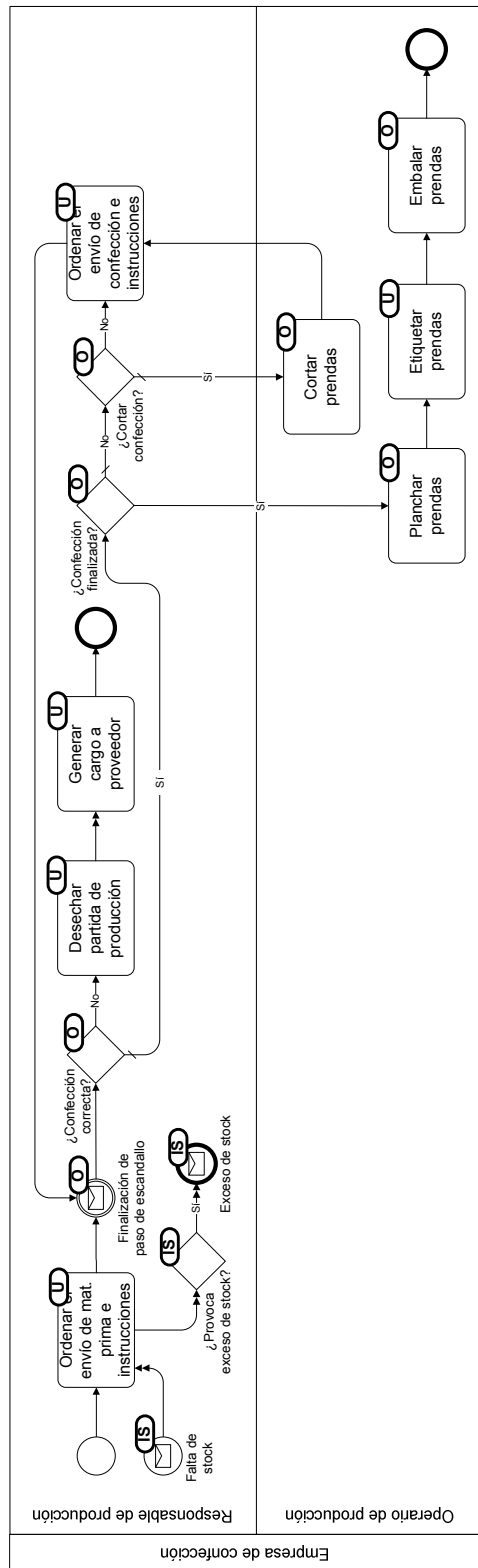 Empresa de confección
Responsable de producción
Operario de producción
IS
Falta de
stock
U
Ordenar el
envío de mat.
prima e
instrucciones
O
Finalización de
paso de escandallo
¿Provoca
exceso de stock?
IS
Sí
IS
Exceso de stock
¿Confección
correcta?
O
No
Sí
U
Desechar
partida de
producción
U
Generar
cargo a
proveedor
¿Confección
finalizada?
O
No
Sí
¿Cortar
confección?
O
No
Sí
U
Ordenar el
envío de
confección e
instrucciones
O
Cortar
prendas
O
Planchar
prendas
U
Etiquetar
prendas
O
Embalar
prendas